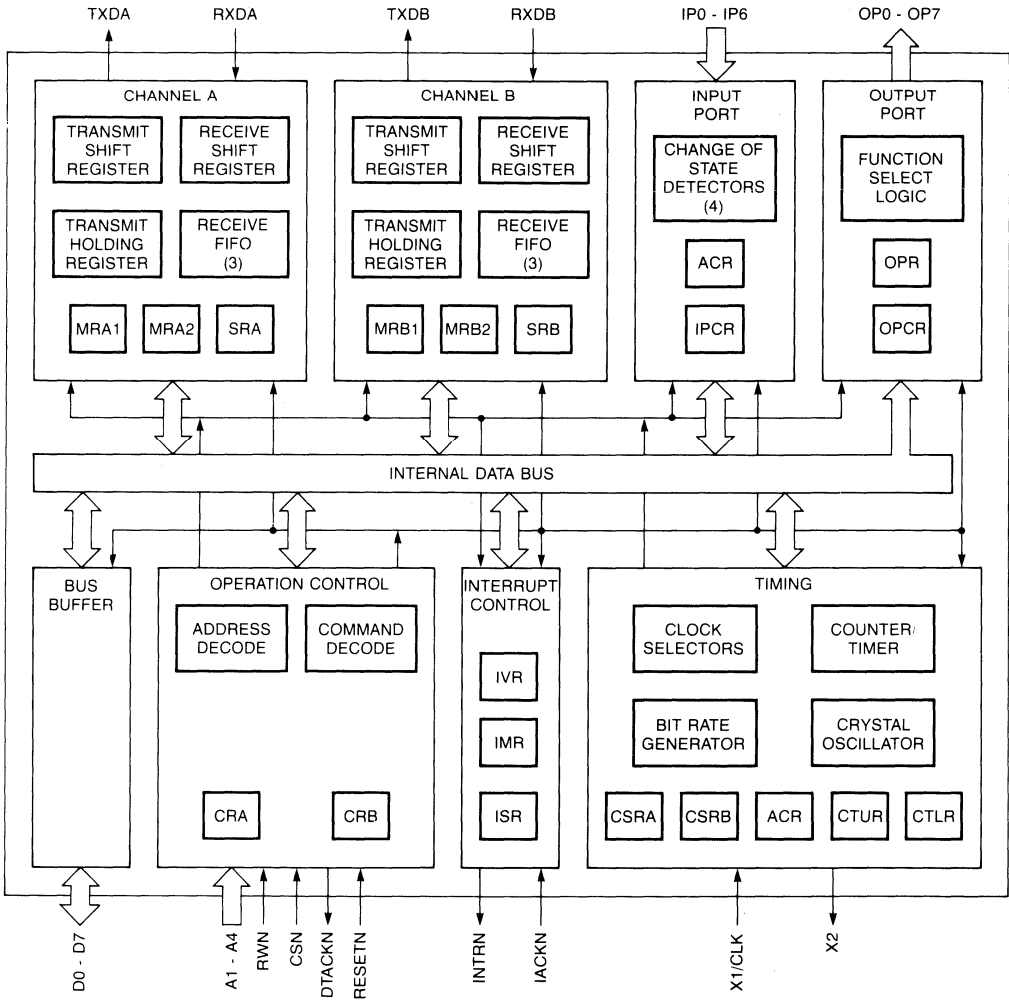 TXDA
RXDA
TXDB
RXDB
IP0 - IP6
OP0 - OP7
CHANNEL A
TRANSMIT
SHIFT
REGISTER
RECEIVE
SHIFT
REGISTER
TRANSMIT
HOLDING
REGISTER
RECEIVE
FIFO
(3)
MRA1
MRA2
SRA
CHANNEL B
TRANSMIT
SHIFT
REGISTER
RECEIVE
SHIFT
REGISTER
TRANSMIT
HOLDING
REGISTER
RECEIVE
FIFO
(3)
MRB1
MRB2
SRB
INPUT
PORT
CHANGE OF
STATE
DETECTORS
(4)
ACR
IPCR
OUTPUT
PORT
FUNCTION
SELECT
LOGIC
OPR
OPCR
INTERNAL DATA BUS
BUS
BUFFER
OPERATION CONTROL
ADDRESS
DECODE
COMMAND
DECODE
CRA
CRB
INTERRUPT
CONTROL
IVR
IMR
ISR
TIMING
CLOCK
SELECTORS
COUNTER/
TIMER
BIT RATE
GENERATOR
CRYSTAL
OSCILLATOR
CSRA
CSRB
ACR
CTUR
CTLR
D0 - D7
A1 - A4
RWN
CSN
DTACKN
RESETN
INTRN
IACKN
X1/CLK
X2